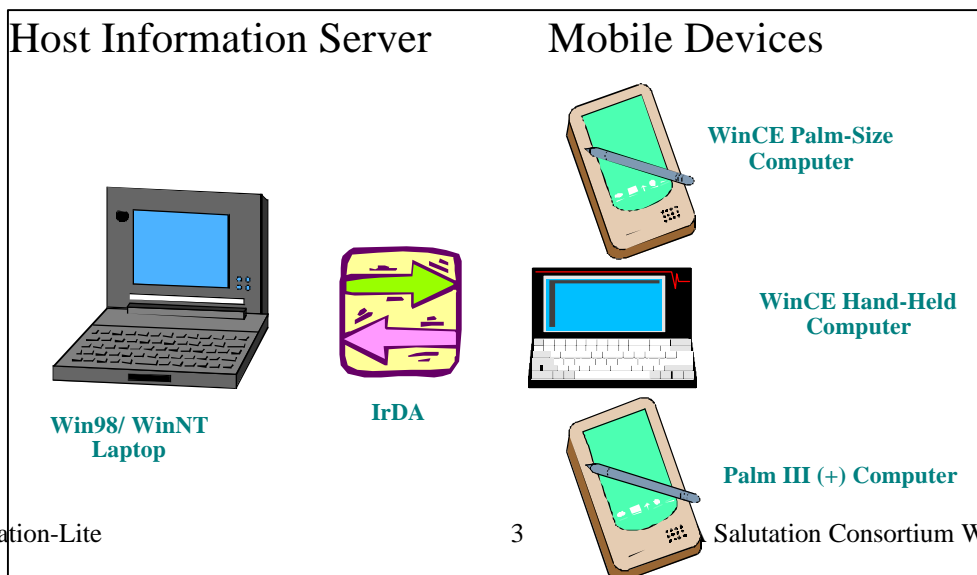 Host Information Server
Mobile Devices
WinCE Palm-Size
Computer
WinCE Hand-Held
Computer
Win98/ WinNT
Laptop
IrDA
Palm III (+) Computer
ation-Lite
3
Salutation Consortium W